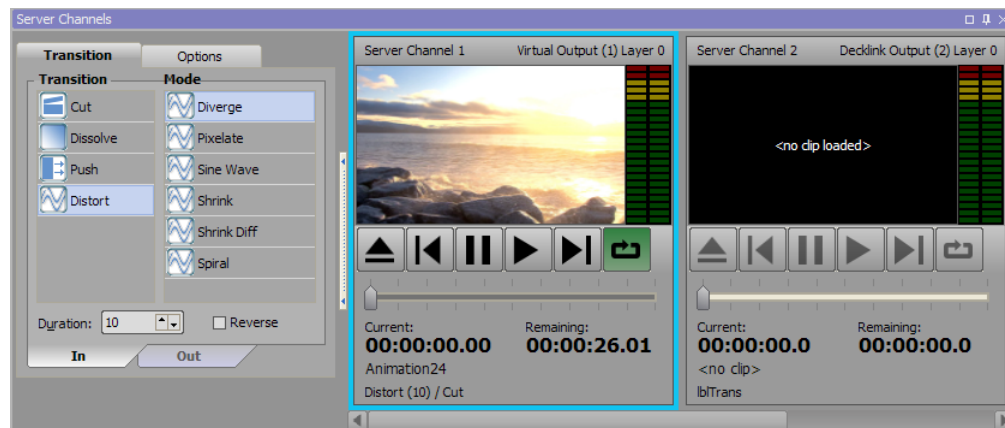 Server Channels
Transition
Options
Transition
Mode
Cut
Dissolve
Push
Distort
Diverge
Pixelate
Sine Wave
Shrink
Shrink Diff
Spiral
Duration: 10
Reverse
In
Out
Server Channel 1
Virtual Output (1) Layer 0
Current:
Remaining:
00:00:00.00
00:00:26.01
Animation24
Distort (10) / Cut
Server Channel 2
Decklink Output (2) Layer 0
<no clip loaded>
Current:
Remaining:
00:00:00.0
00:00:00.0
<no clip>
lblTrans